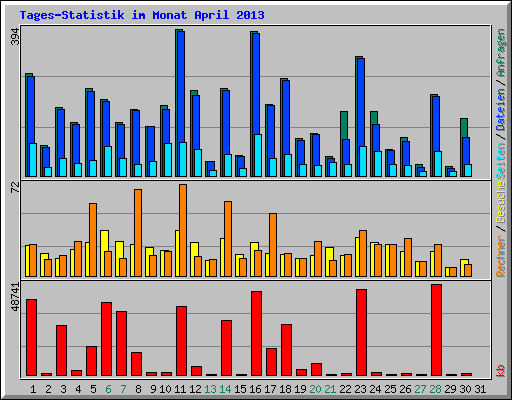 Tages-Statistik im Monat April 2013
394
72
48741
Rechner / Besuche Seiten / Dateien / Anfragen
kb
1 2 3 4 5 6 7 8 9 10 11 12 13 14 15 16 17 18 19 20 21 22 23 24 25 26 27 28 29 30 31